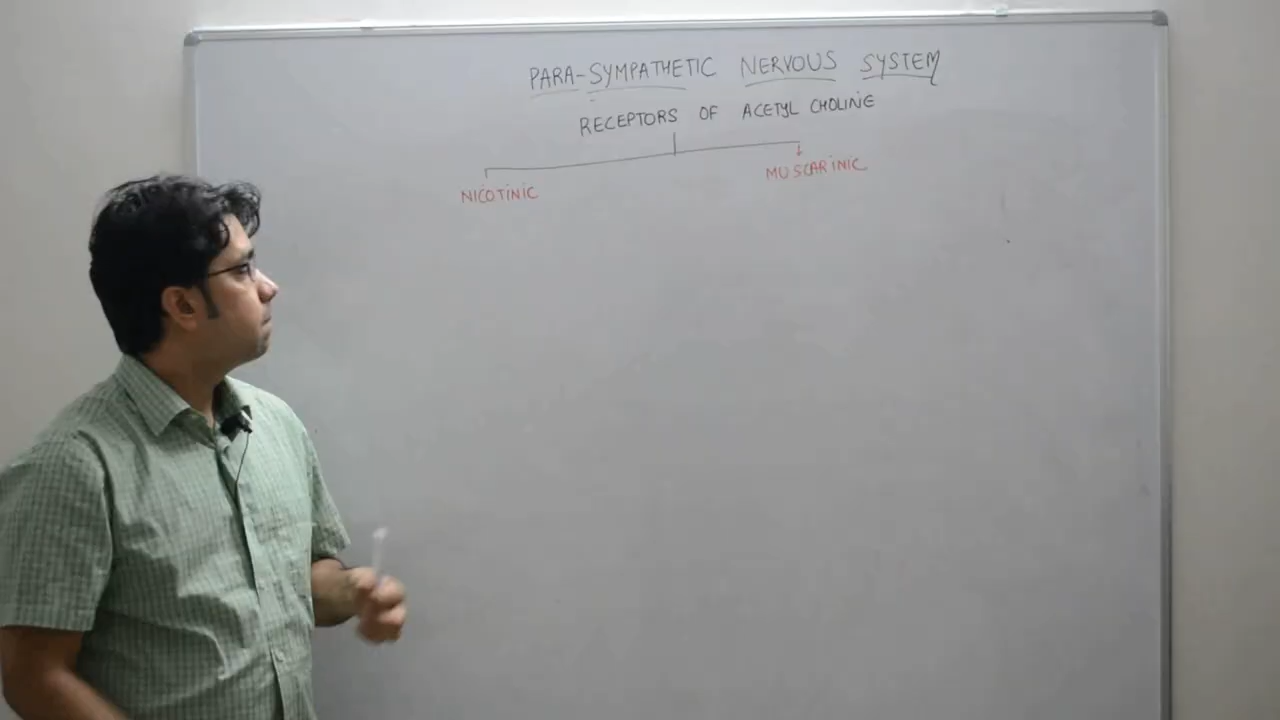 PARA-SYMPATHETIC NERVOUS SYSTEM
RECEPTORS OF ACETYL CHOLINE
NICOTINIC
MUSCARINIC